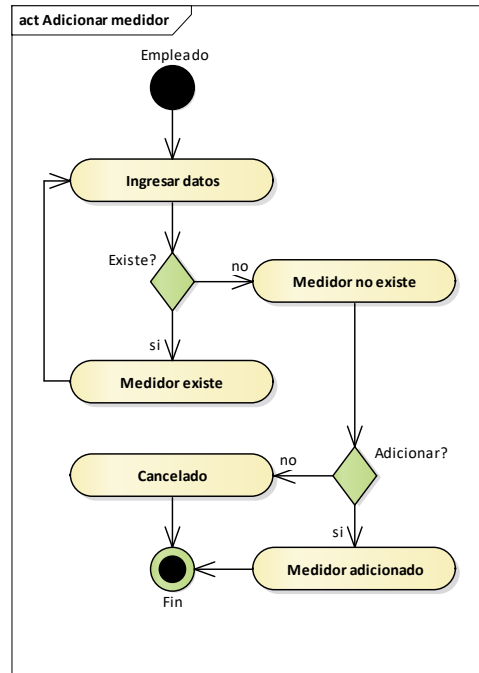 act Adicionar medidor
Empleado
Ingresar datos
Existe?
no
Medidor no existe
si
Medidor existe
Adicionar?
no
Cancelado
si
Medidor adicionado
Fin